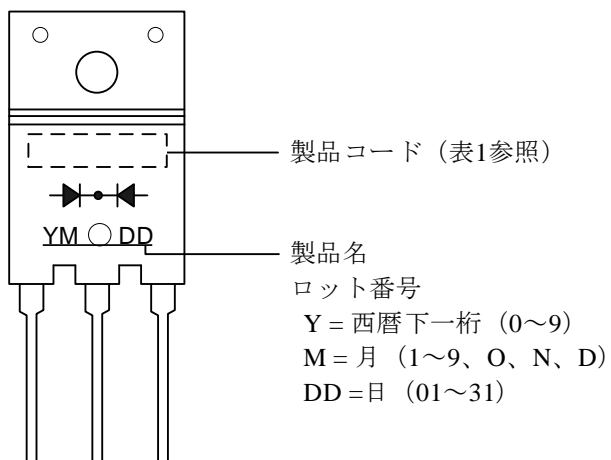 製品コード（表1参照）
YM DD
製品名
ロット番号
Y = 西暦下一桁（0～9）
M = 月（1～9、O、N、D）
DD =日（01～31）